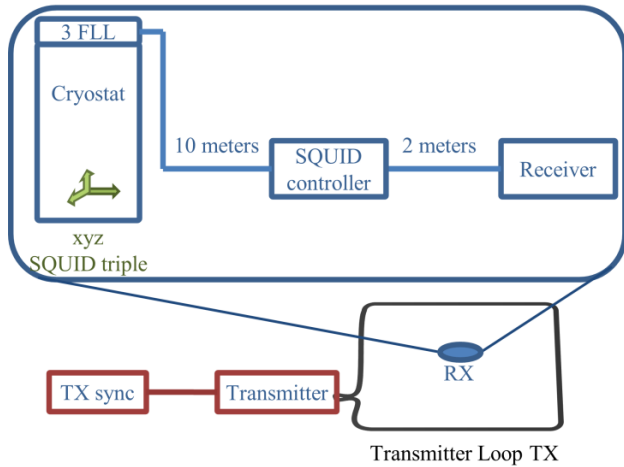 3 FLL
Cryostat
10 meters
SQUID
controller
2 meters
Receiver
xyz
SQUID triple
RX
TX sync
Transmitter
Transmitter Loop TX